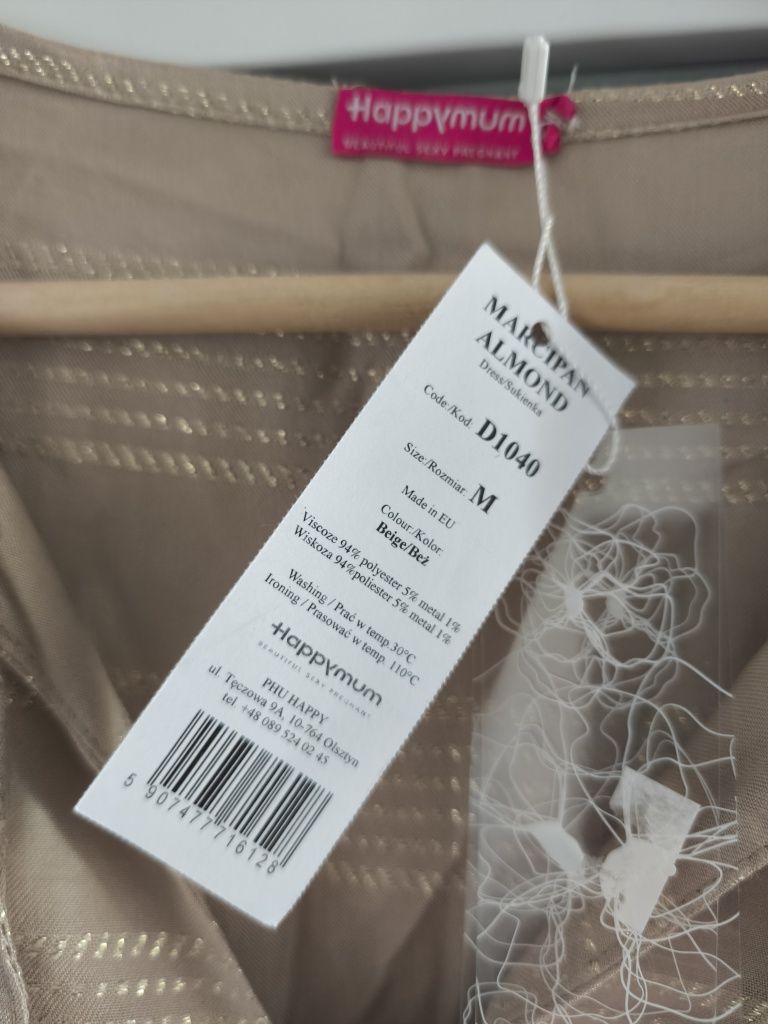 Happymum
BEAUTIFUL SEXY PREGNANT
MARCIPAN
ALMOND
Dress/Sukienka
Code:/Kod: D1040
Size:/Rozmiar: M
Made in EU
Colour:/Kolor:
Beige/Beż
Viscoze 94% polyester 5% metal 1%
Wiskoza 94%poliester 5% metal 1%
Washing / Prać w temp.30°C
Ironing / Prasować w temp. 110°C
Happymum
BEAUTIFUL SEXY PREGNANT
PHU HAPPY
ul. Tęczowa 9A, 10-764 Olsztyn
tel. +48 089 524 02 45
5 907477716128